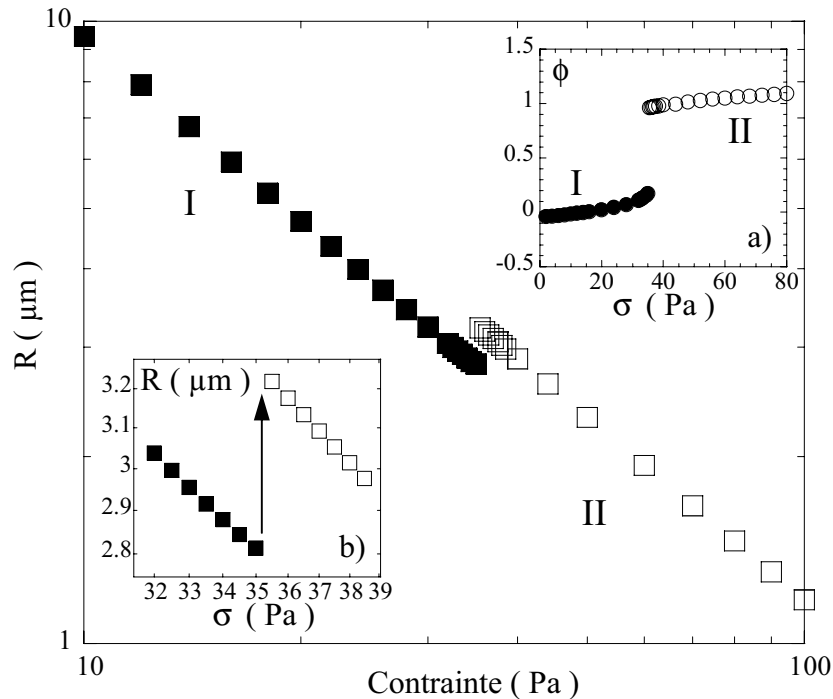 10
1.5
ϕ
1
II
0.5
I
0
-0.5
a)
0 20 40 60 80
σ ( Pa )
I
R ( µm )
R ( µm )
3.2
3.1
3
2.9
2.8
b)
32 33 34 35 36 37 38 39
σ ( Pa )
II
1
10 100
Contrainte ( Pa )